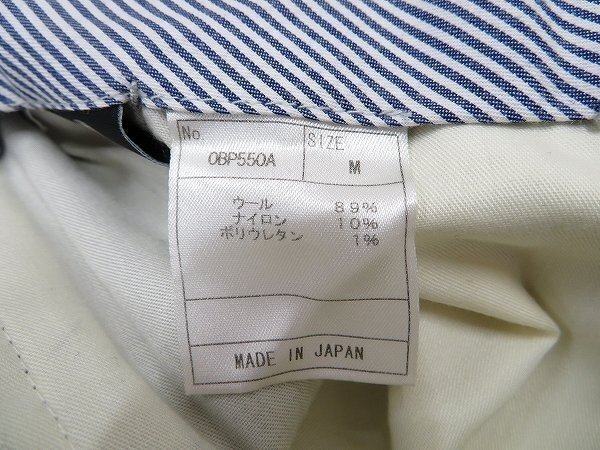 No. SIZE
0BP550A M
ウール 89%
ナイロン 10%
ポリウレタン 1%
MADE IN JAPAN